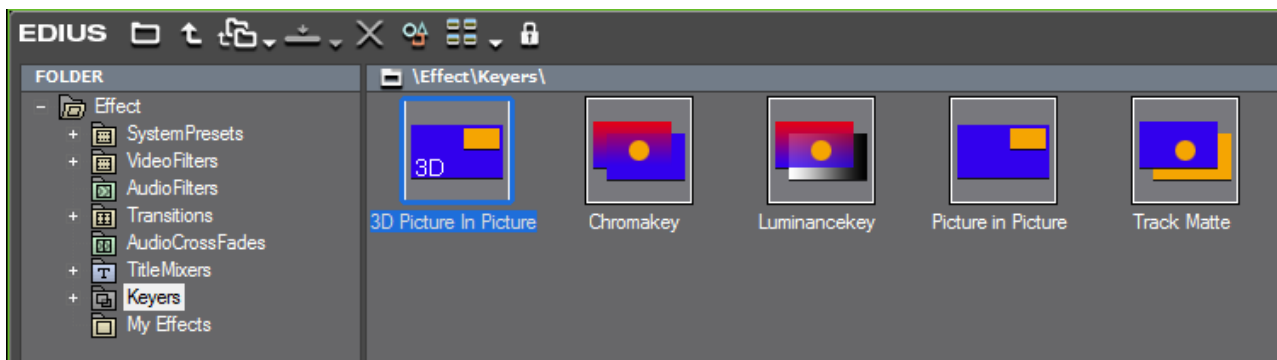 EDIUS
FOLDER
\Effect\Keyers\
- Effect
+ SystemPresets
+ VideoFilters
AudioFilters
+ Transitions
AudioCrossFades
+ T TitleMixers
+ Keyers
My Effects
3D
3D Picture In Picture
Chromakey
Luminancekey
Picture in Picture
Track Matte